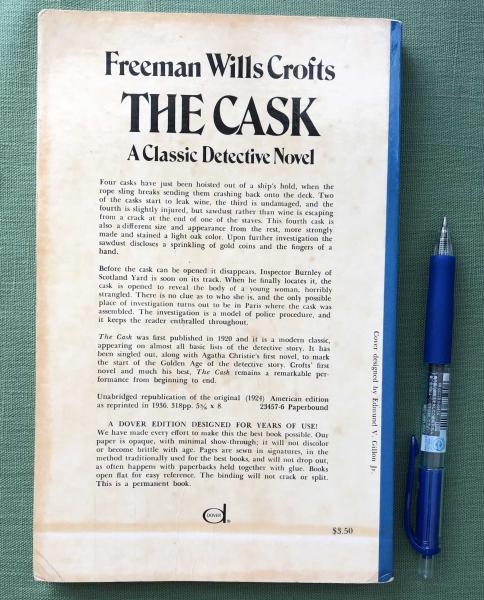 Freeman Wills Crofts
THE CASK
A Classic Detective Novel
Four casks have just been hoisted out of a ship's hold, when the
rope sling breaks sending them crashing back onto the deck. Two
of the casks start to leak wine, the third is undamaged, and the
fourth is slightly injured, but sawdust rather than wine is escaping
from a crack at the end of one of the staves. This fourth cask is
also a different size and appearance from the rest, more strongly
made and stained a light oak color. Upon further investigation the
sawdust discloses a sprinkling of gold coins and the fingers of a
hand.
Before the cask can be opened it disappears. Inspector Burnley of
Scotland Yard is soon on its track. When he finally locates it, the
cask is opened to reveal the body of a young woman, horribly
strangled. There is no clue as to who she is, and the only possible
place of investigation turns out to be in Paris where the cask was
assembled. The investigation is a model of police procedure, and
it keeps the reader enthralled throughout.
The Cask was first published in 1920 and it is a modern classic,
appearing on almost all basic lists of the detective story. It has
been singled out, along with Agatha Christie's first novel, to mark
the start of the Golden Age of the detective story. Crofts' first
novel and much his best, The Cask remains a remarkable per-
formance from beginning to end.
Unabridged republication of the original (1924) American edition
as reprinted in 1936. 318pp. 5⅜ x 8. 23457-6 Paperbound
A DOVER EDITION DESIGNED FOR YEARS OF USE!
We have made every effort to make this the best book possible. Our
paper is opaque, with minimal show-through; it will not discolor
or become brittle with age. Pages are sewn in signatures, in the
method traditionally used for the best books, and will not drop out,
as often happens with paperbacks held together with glue. Books
open flat for easy reference. The binding will not crack or split.
This is a permanent book.
DOVER
®
$3.50
Cover designed by Edmund V. Gillon Jr.